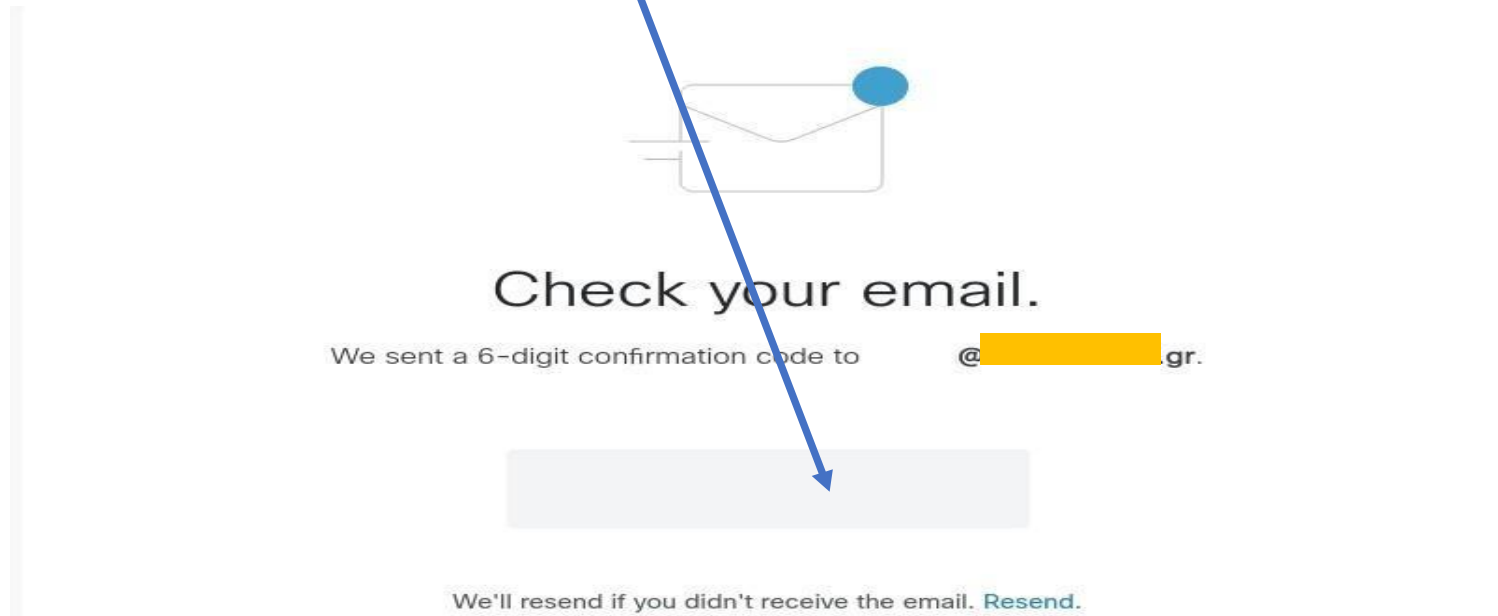 Check your email.
We sent a 6-digit confirmation code to @ .gr.
We'll resend if you didn't receive the email. Resend.